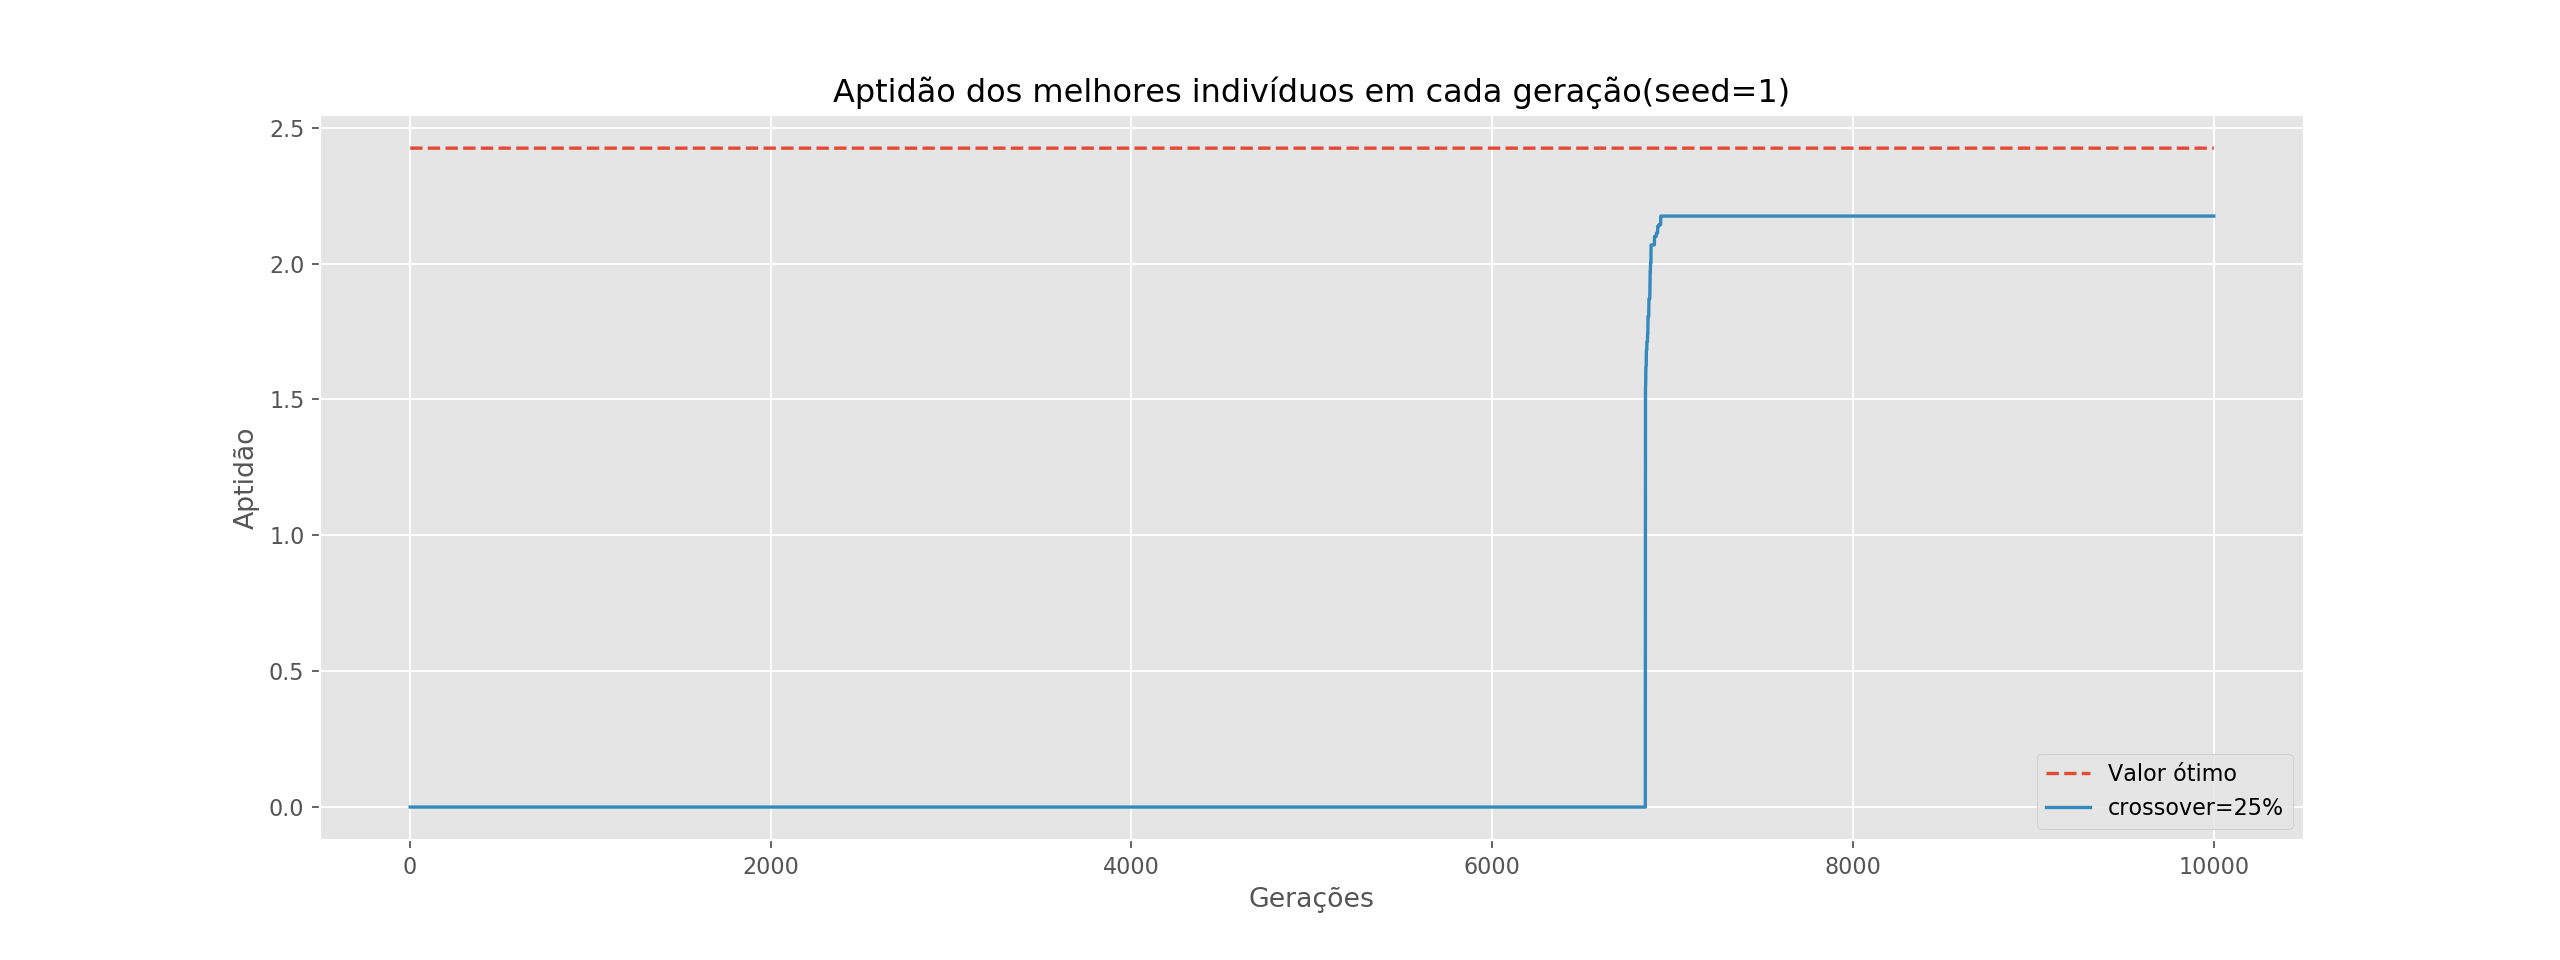 Aptidão dos melhores indivíduos em cada geração(seed=1)
2.5
2.0
1.5
1.0
0.5
0.0
Aptidão
0 2000 4000 6000 8000 10000
Gerações
Valor ótimo
crossover=25%